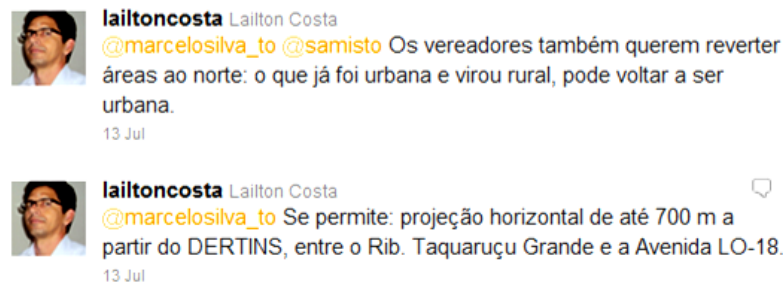 lailtoncosta Lailton Costa
@marcelosilva_to @samisto Os vereadores também querem reverter
áreas ao norte: o que já foi urbana e virou rural, pode voltar a ser
urbana.
13 Jul
lailtoncosta Lailton Costa
@marcelosilva_to Se permite: projeção horizontal de até 700 m a
partir do DERTINS, entre o Rib. Taquaruçu Grande e a Avenida LO-18.
13 Jul